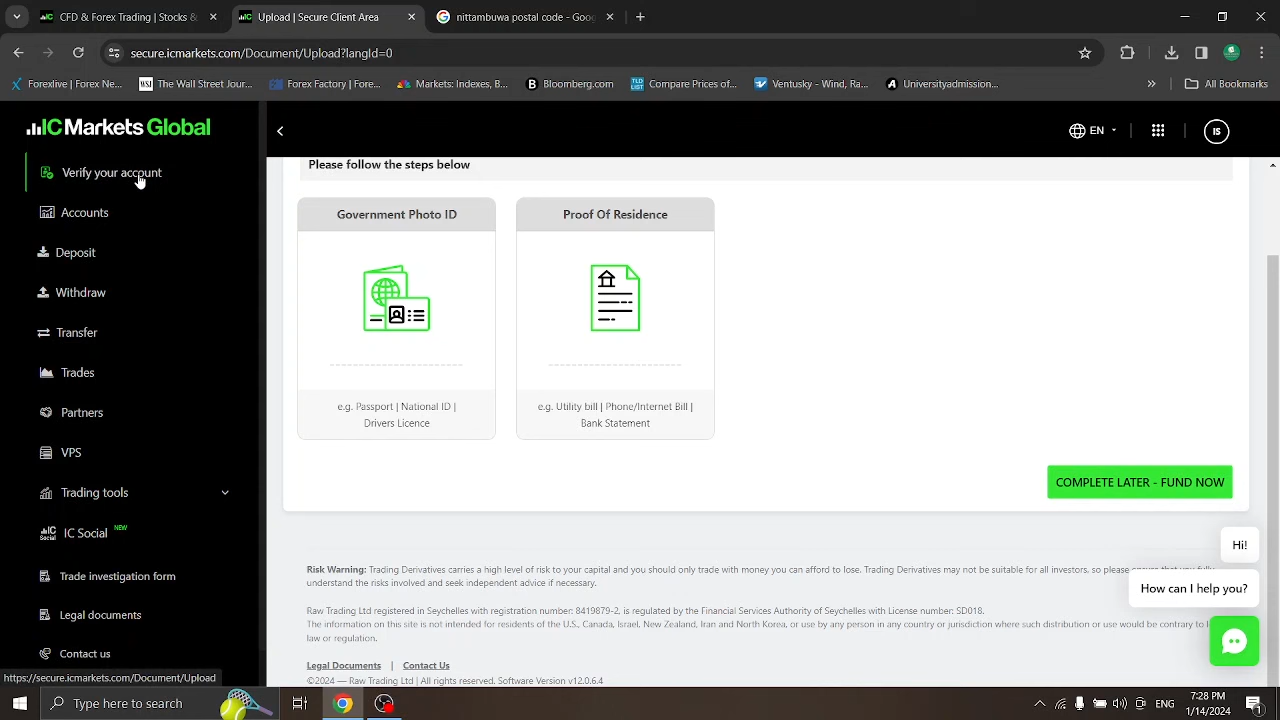 CFD & Forex Trading | Stocks &
Upload | Secure Client Area |
nittambuwa postal code - Goo
secure.icmarkets.com/Document/Upload?langId=0
Forexlive | Forex N...
The Wall Street Jour...
Forex Factory | Fore...
Markets: Indexes, B...
Bloomberg.com
Compare Prices of...
Ventusky - Wind, Ra...
Universityadmission...
»
All Bookmarks
IC Markets Global
EN
IS
Verify your account
Accounts
Deposit
Withdraw
Transfer
Trades
Partners
VPS
Trading tools
IC Social NEW
Trade investigation form
Legal documents
Contact us
https://secure.icmarkets.com/Document/Upload
Please follow the steps below
Government Photo ID
e.g. Passport | National ID |
Drivers Licence
Proof Of Residence
e.g. Utility bill | Phone/Internet Bill |
Bank Statement
COMPLETE LATER - FUND NOW
Hi!
How can I help you?
Risk Warning: Trading Derivatives carries a high level of risk to your capital and you should only trade with money you can afford to lose. Trading Derivatives may not be suitable for all investors, so please
understand the risks involved and seek independent advice if necessary.
Raw Trading Ltd registered in Seychelles with registration number: 8419879-2, is regulated by the Financial Services Authority of Seychelles with License number: SD018.
The information on this site is not intended for residents of the U.S., Canada, Israel, New Zealand, Iran and North Korea, or use by any person in any country or jurisdiction where such distribution or use would be contrary to
law or regulation.
Legal Documents | Contact Us
©2024 — Raw Trading Ltd | All rights reserved. Software Version v12.0.6.4
Type here to search
ENG
7:28 PM
1/14/2024